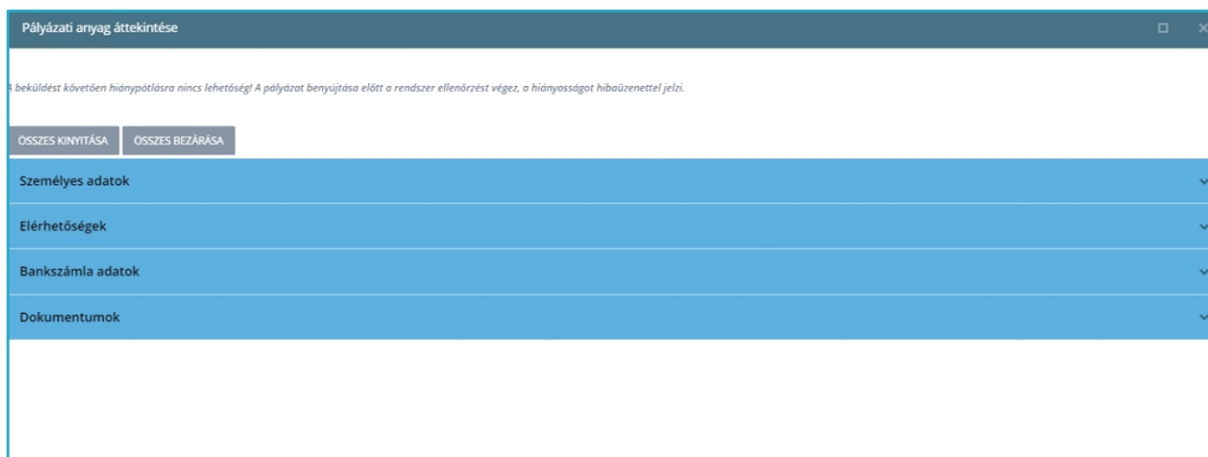 Pályázati anyag áttekintése
A beküldést követően hiánypótlásra nincs lehetőség! A pályázat benyújtása előtt a rendszer ellenőrzést végez, a hiányosságot hibaüzenettel jelzi.
ÖSSZES KINYITÁSA ÖSSZES BEZÁRÁSA
Személyes adatok
Elérhetőségek
Bankszámla adatok
Dokumentumok